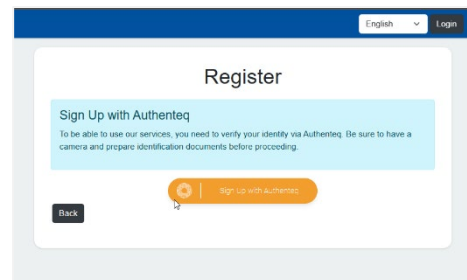 English
Login
Register
Sign Up with Authenteq
To be able to use our services, you need to verify your identity via Authenteq. Be sure to have a
camera and prepare identification documents before proceeding.
Sign Up with Authenteq
Back